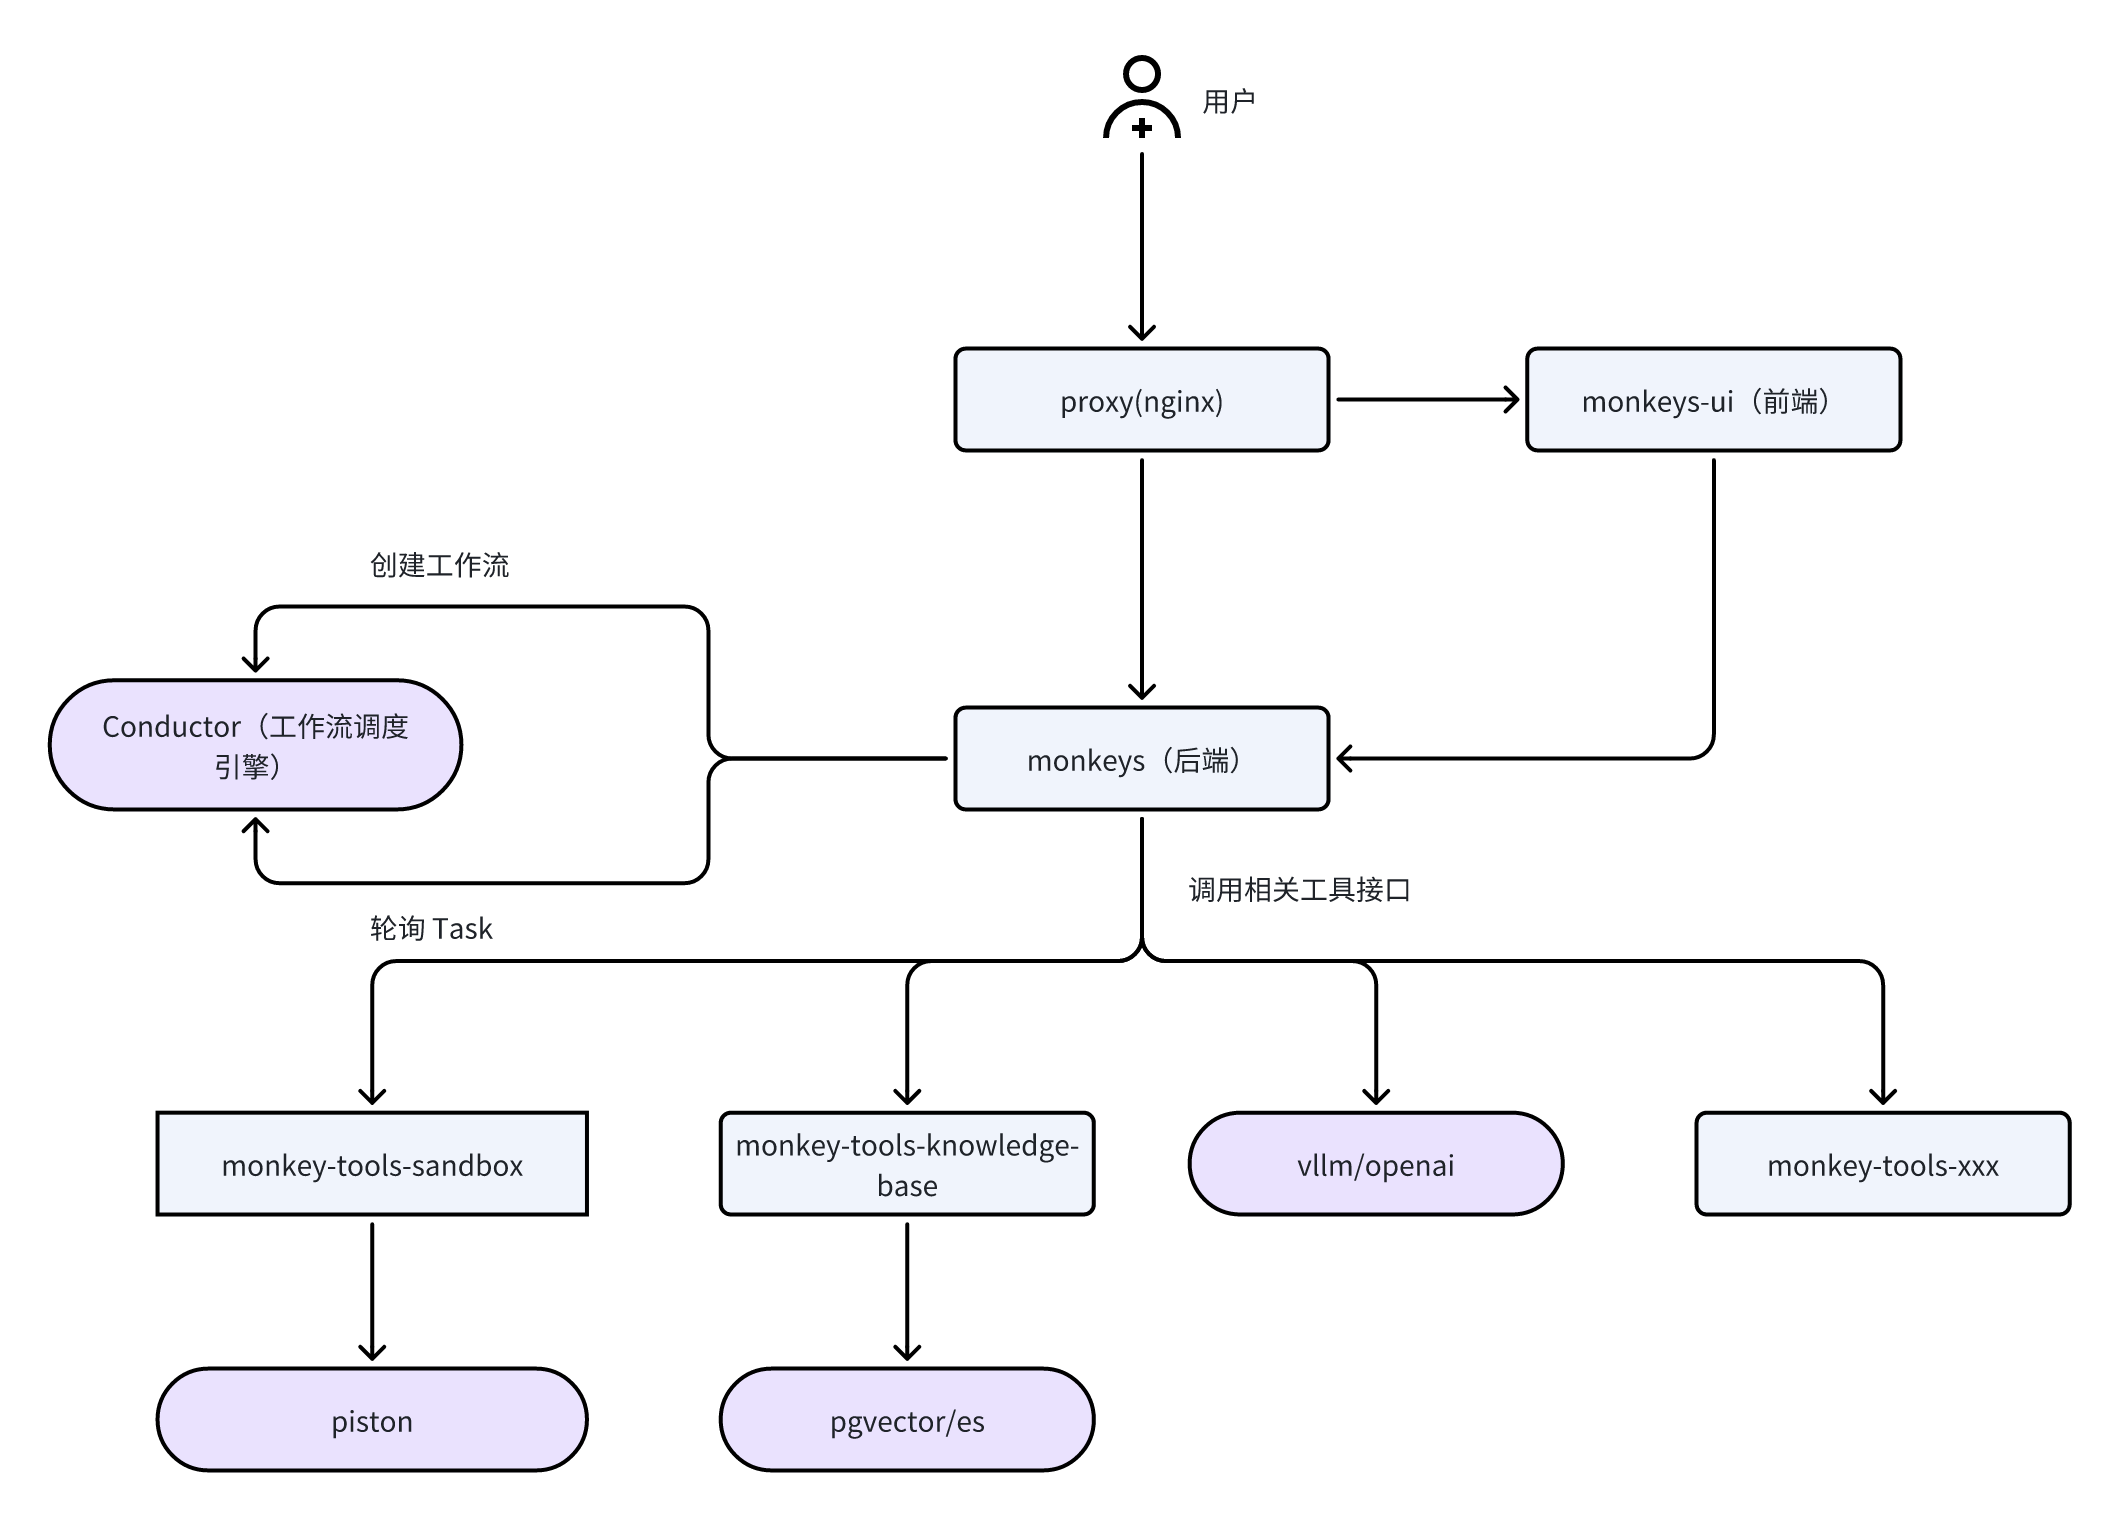 用户
proxy(nginx)
monkeys-ui（前端）
创建工作流
Conductor（工作流调度
引擎）
monkeys（后端）
调用相关工具接口
轮询 Task
monkey-tools-sandbox
monkey-tools-knowledge-
base
vllm/openai
monkey-tools-xxx
piston
pgvector/es